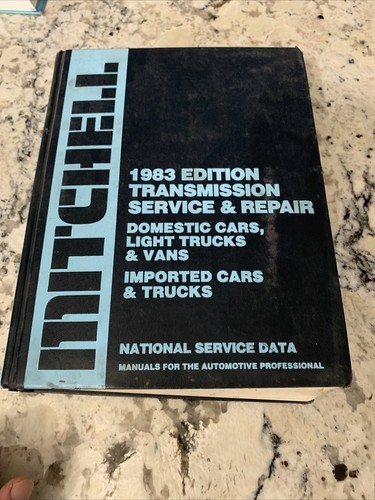 MITCHELL
1983 EDITION
TRANSMISSION
SERVICE & REPAIR
DOMESTIC CARS,
LIGHT TRUCKS
& VANS
IMPORTED CARS
& TRUCKS
NATIONAL SERVICE DATA
MANUALS FOR THE AUTOMOTIVE PROFESSIONAL